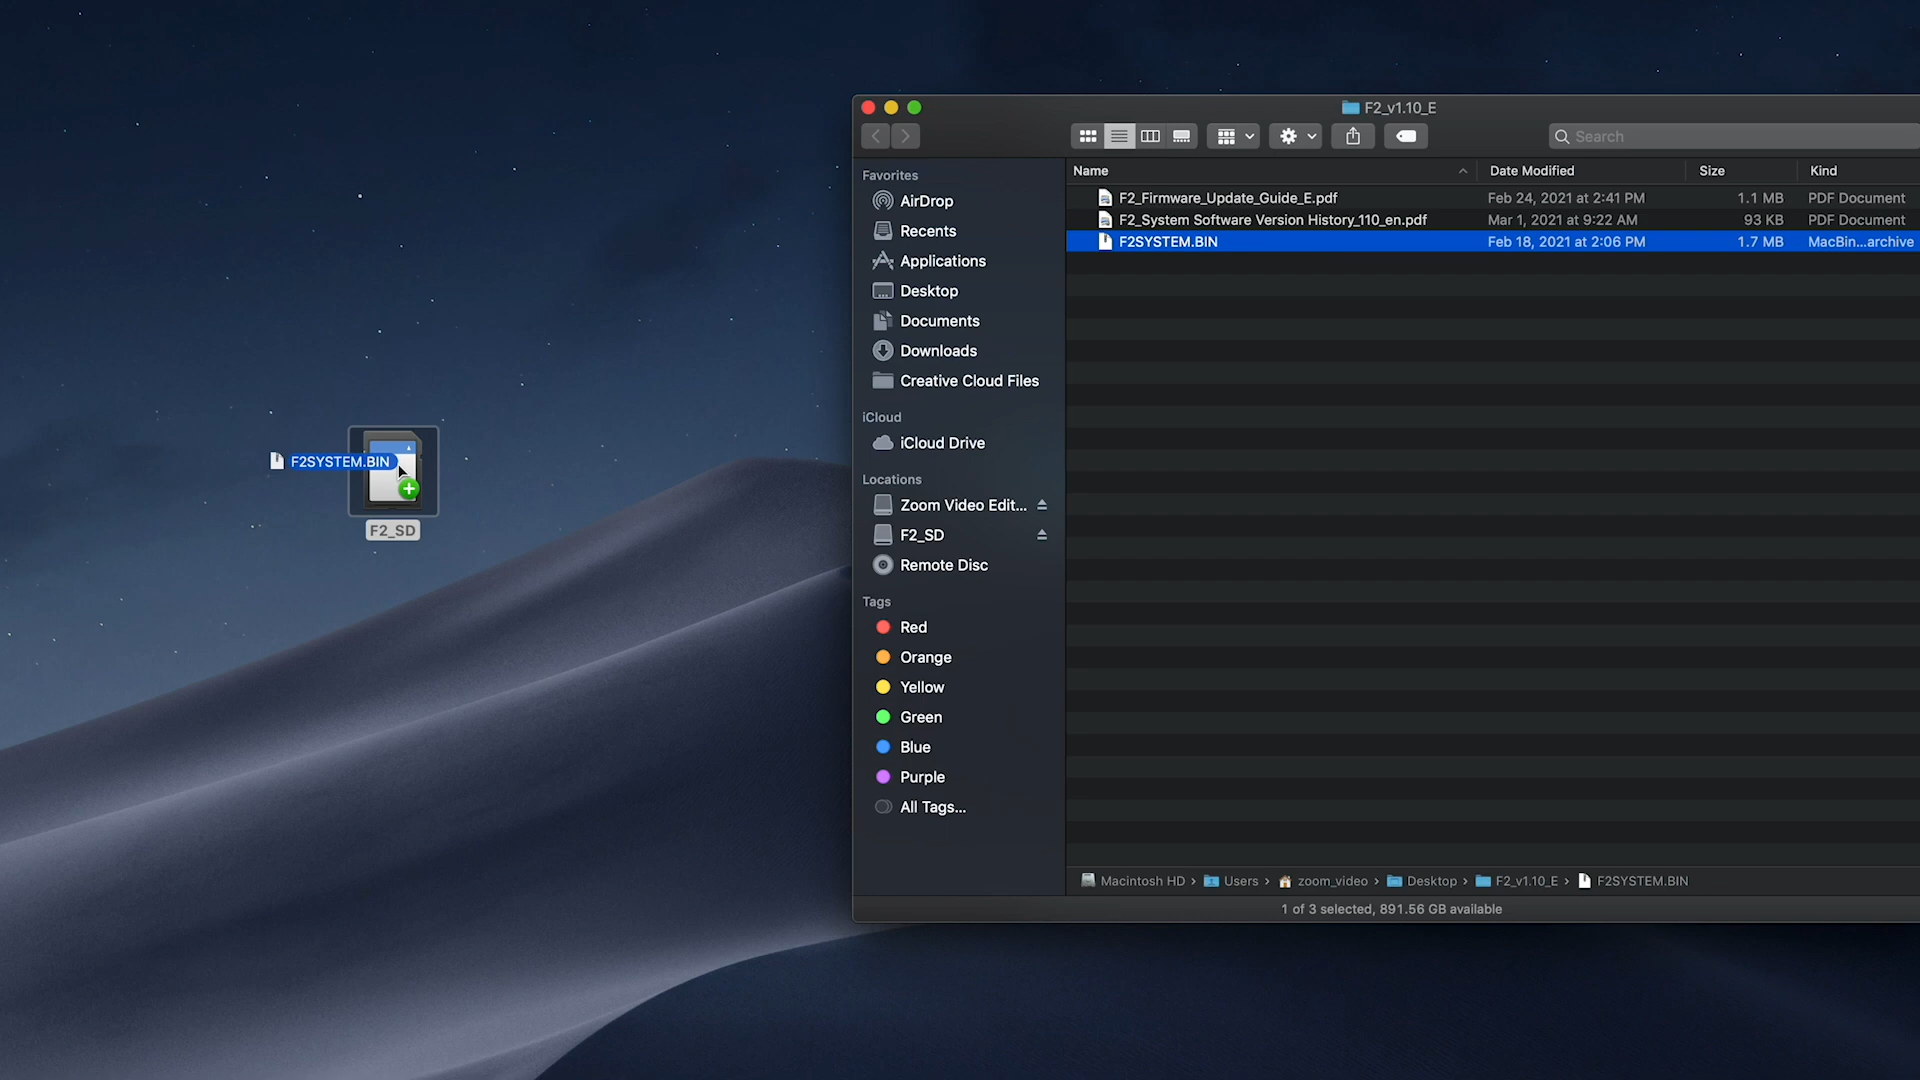 F2SYSTEM.BIN
F2_SD
F2_v1.10_E
Search
Favorites
AirDrop
Recents
Applications
Desktop
Documents
Downloads
Creative Cloud Files
iCloud
iCloud Drive
Locations
Zoom Video Edit...
F2_SD
Remote Disc
Tags
Red
Orange
Yellow
Green
Blue
Purple
All Tags...
Name Date Modified Size Kind
F2_Firmware_Update_Guide_E.pdf Feb 24, 2021 at 2:41 PM 1.1 MB PDF Document
F2_System Software Version History_110_en.pdf Mar 1, 2021 at 9:22 AM 93 KB PDF Document
F2SYSTEM.BIN Feb 18, 2021 at 2:06 PM 1.7 MB MacBin...archive
Macintosh HD › Users › zoom_video › Desktop › F2_v1.10_E › F2SYSTEM.BIN
1 of 3 selected, 891.56 GB available